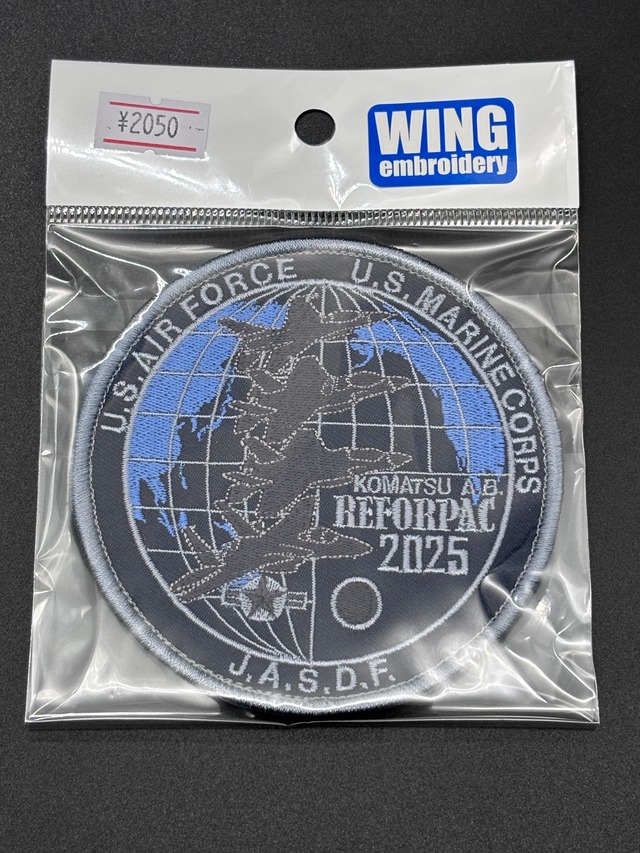 ¥2050
WING
embroidery
U.S. AIR FORCE
U.S. MARINE CORPS
KOMATSU A.B.
REFORPAC
2025
J.A.S.D.F.